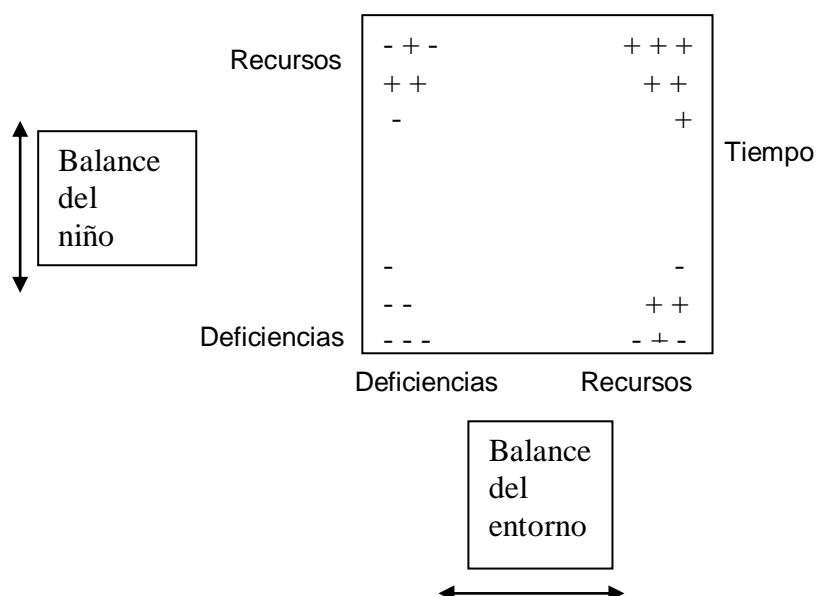 Recursos
- + -
+ + +
+ +
+ +
-
+
Tiempo
Balance
del
niño
-
-
- -
+ +
Deficiencias
- - -
- + -
Deficiencias
Recursos
Balance
del
entorno